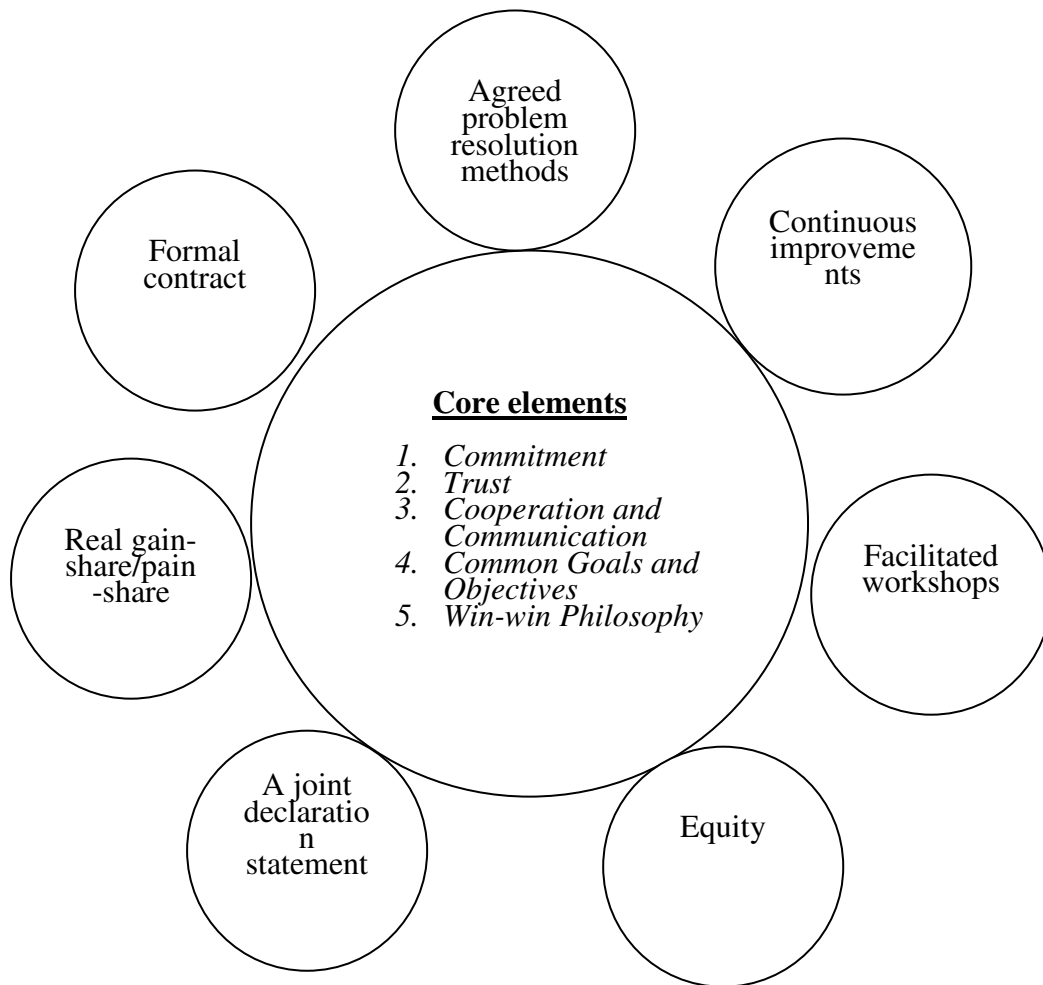 Agreed
problem
resolution
methods
Continuous
improveme
nts
Formal
contract
Core elements
1. Commitment
2. Trust
3. Cooperation and
Communication
4. Common Goals and
Objectives
5. Win-win Philosophy
Real gain-
share/pain
-share
Facilitated
workshops
A joint
declaratio
n
statement
Equity